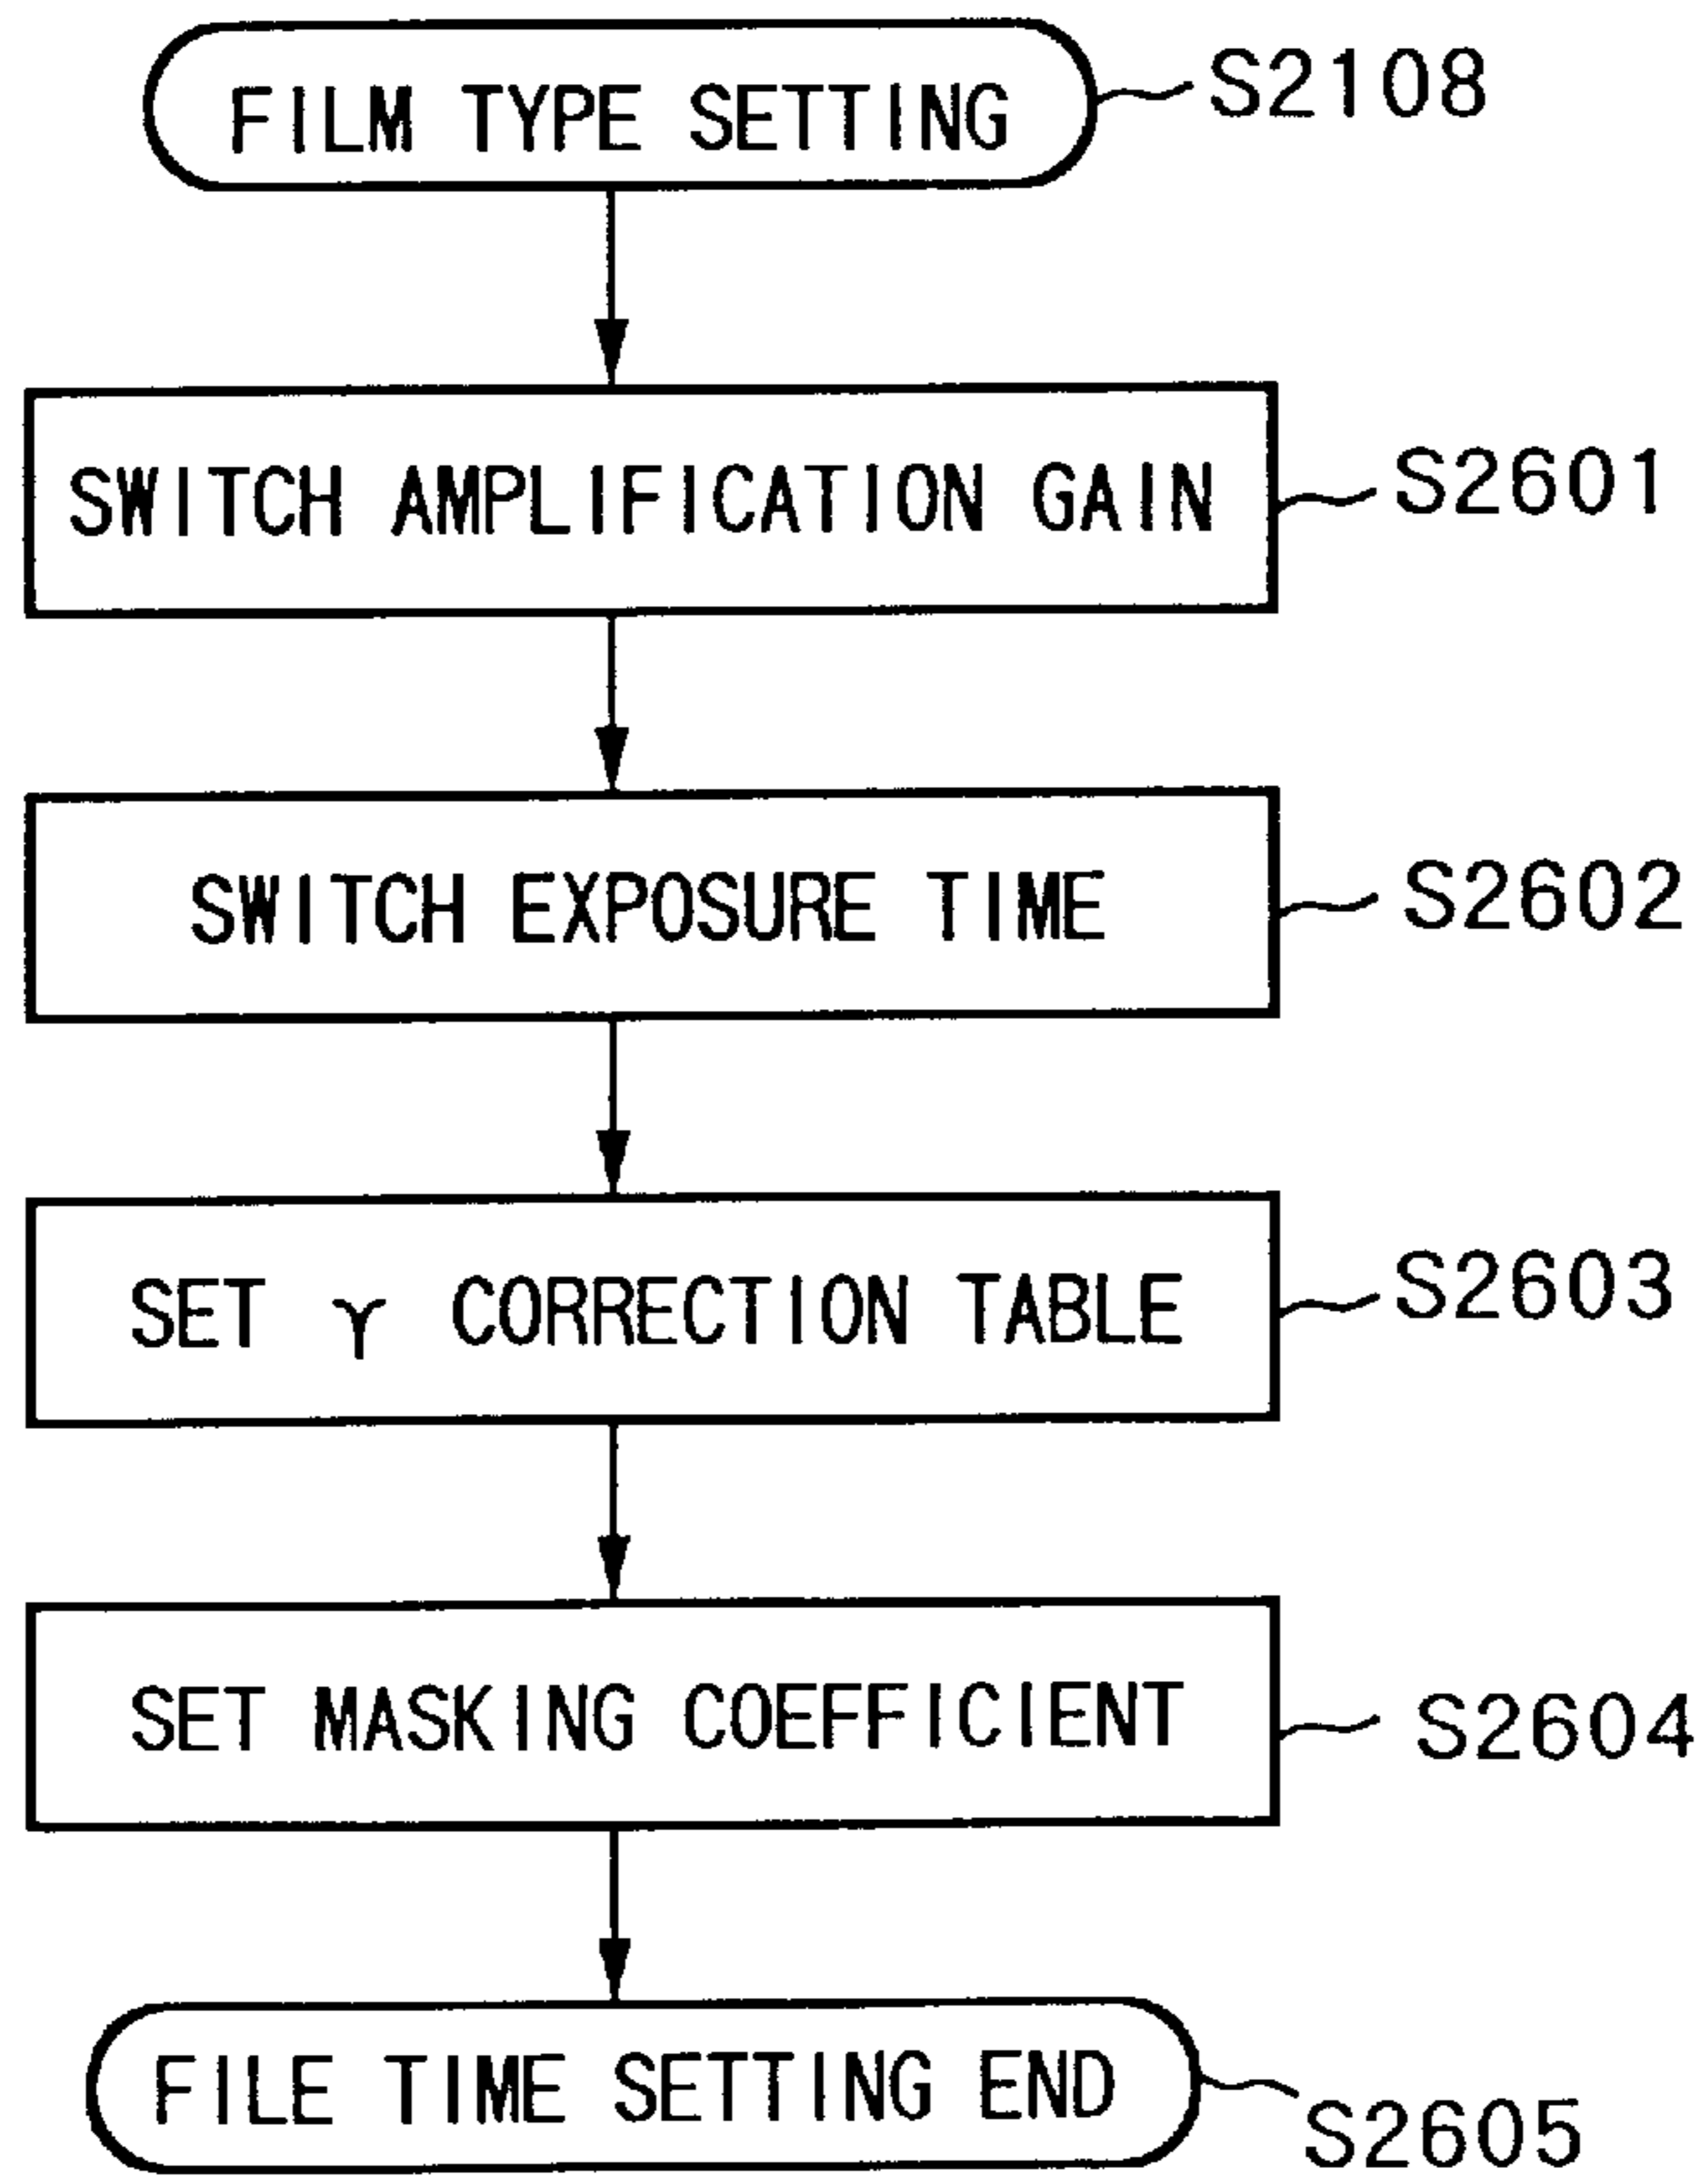 FILM TYPE SETTING
S2108
SWITCH AMPLIFICATION GAIN
S2601
SWITCH EXPOSURE TIME
S2602
SET γ CORRECTION TABLE
S2603
SET MASKING COEFFICIENT
S2604
FILE TIME SETTING END
S2605